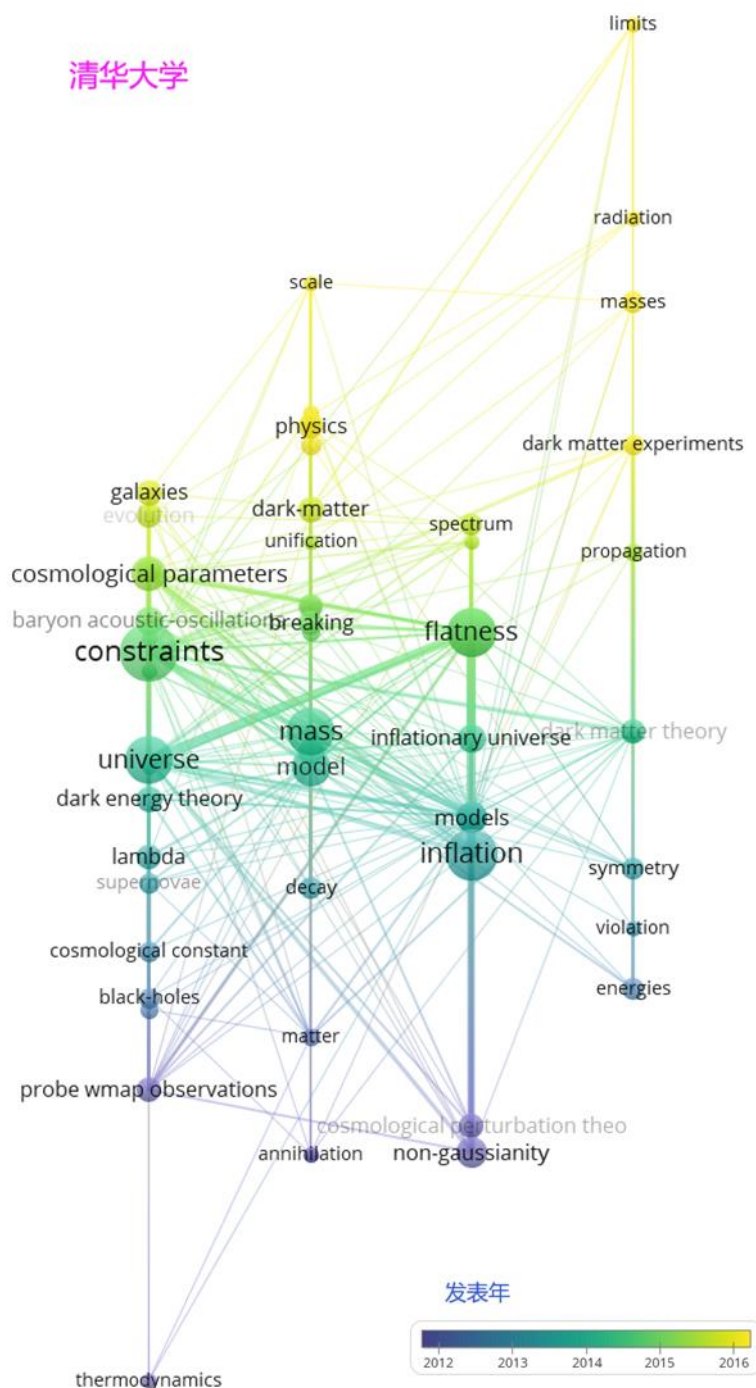 limits
清华大学
radiation
scale
masses
physics
dark matter experiments
galaxies
evolution
dark-matter
spectrum
unification
propagation
cosmological parameters
baryon acoustic-oscillations
breaking
flatness
constraints
mass
inflationary universe
dark matter theory
universe
model
dark energy theory
models
lambda
inflation
supernovae
decay
symmetry
violation
cosmological constant
black-holes
energies
matter
probe wmap observations
cosmological perturbation theo
annihilation
non-gaussianity
发表年
2012 2013 2014 2015 2016
thermodynamics